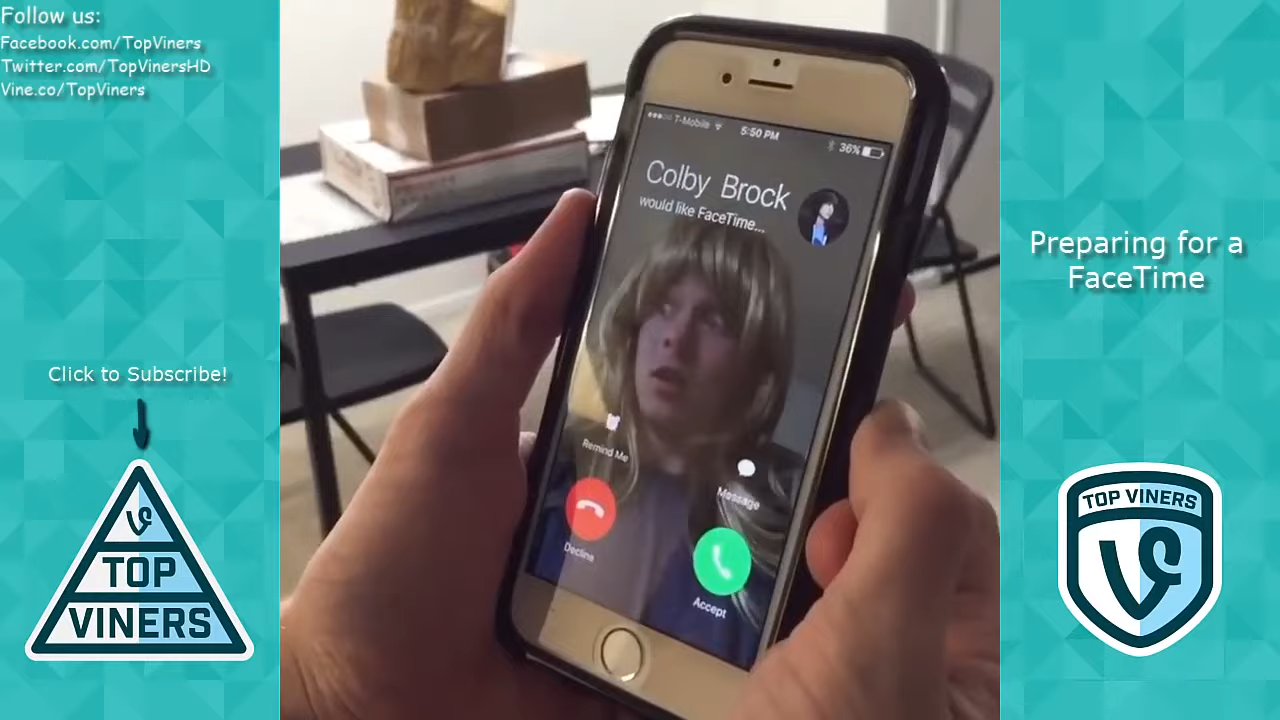 Follow us:
Facebook.com/TopViners
Twitter.com/TopVinersHD
Vine.co/TopViners
Click to Subscribe!
TOP
VINERS
T-Mobile
5:50 PM
36%
Colby Brock
would like FaceTime...
Remind Me
Message
Decline
Accept
Preparing for a
FaceTime
TOP VINERS